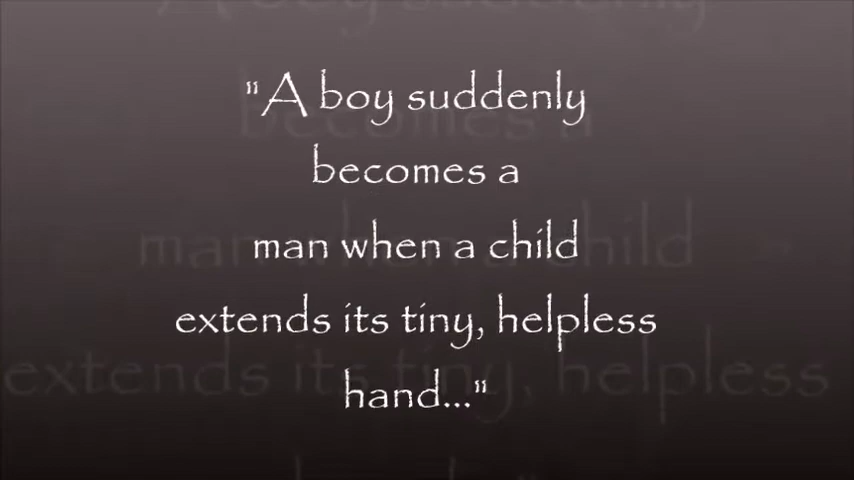 "A boy suddenly
becomes a
man when a child
extends its tiny, helpless
hand..."